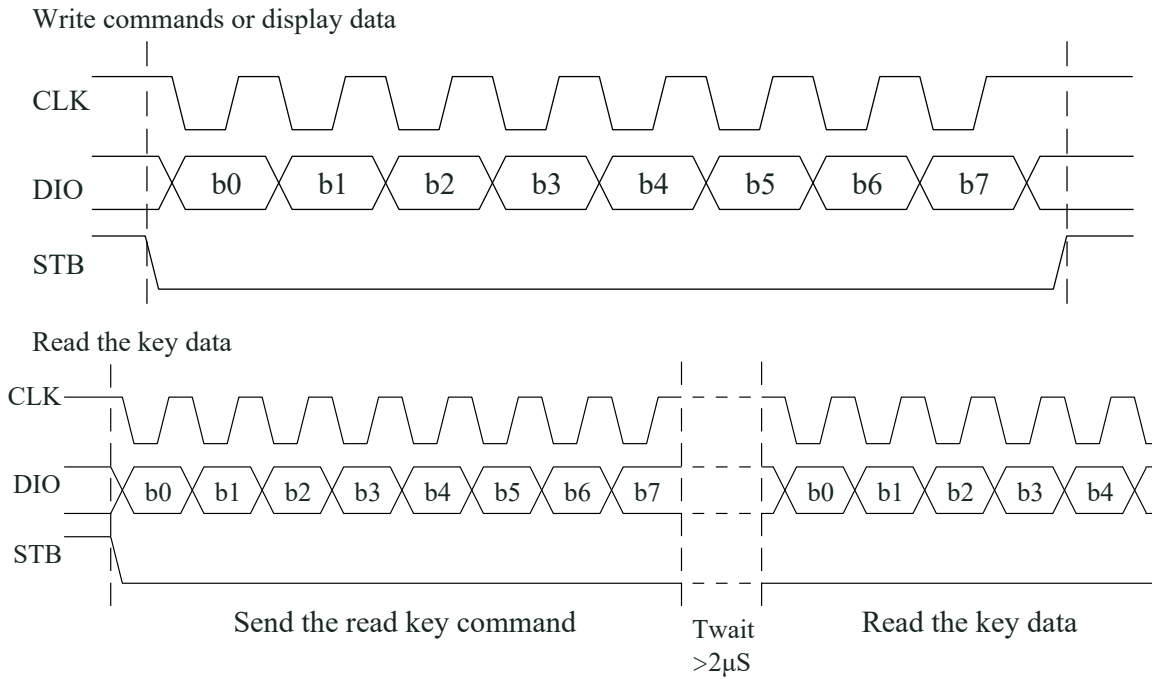 Write commands or display data
CLK
DIO b0 b1 b2 b3 b4 b5 b6 b7
STB
Read the key data
CLK
DIO b0 b1 b2 b3 b4 b5 b6 b7 b0 b1 b2 b3 b4
STB
Send the read key command Twait Read the key data
>2μS